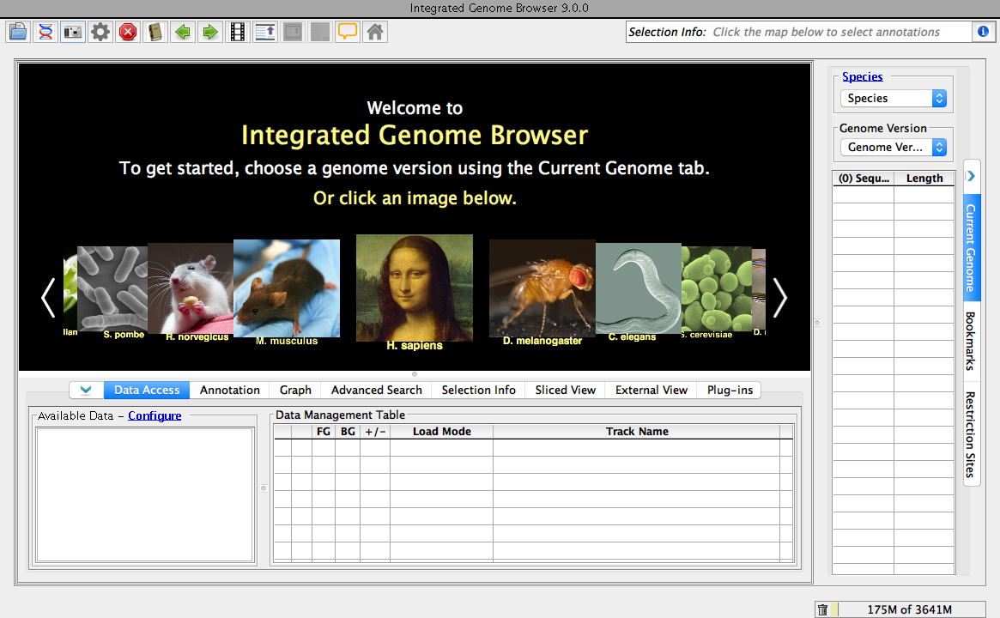 Integrated Genome Browser 9.0.0
Selection Info: Click the map below to select annotations
Welcome to
Integrated Genome Browser
To get started, choose a genome version using the Current Genome tab.
Or click an image below.
lian
S. pombe
R. norvegicus
M. musculus
H. sapiens
D. melanogaster
C. elegans
S. cerevisiae
D.
Species
Species
Genome Version
Genome Ver...
(0) Sequ... Length
Current Genome
Bookmarks
Restriction Sites
Data Access Annotation Graph Advanced Search Selection Info Sliced View External View Plug-ins
Available Data – Configure
Data Management Table
FG BG +/- Load Mode Track Name
175M of 3641M